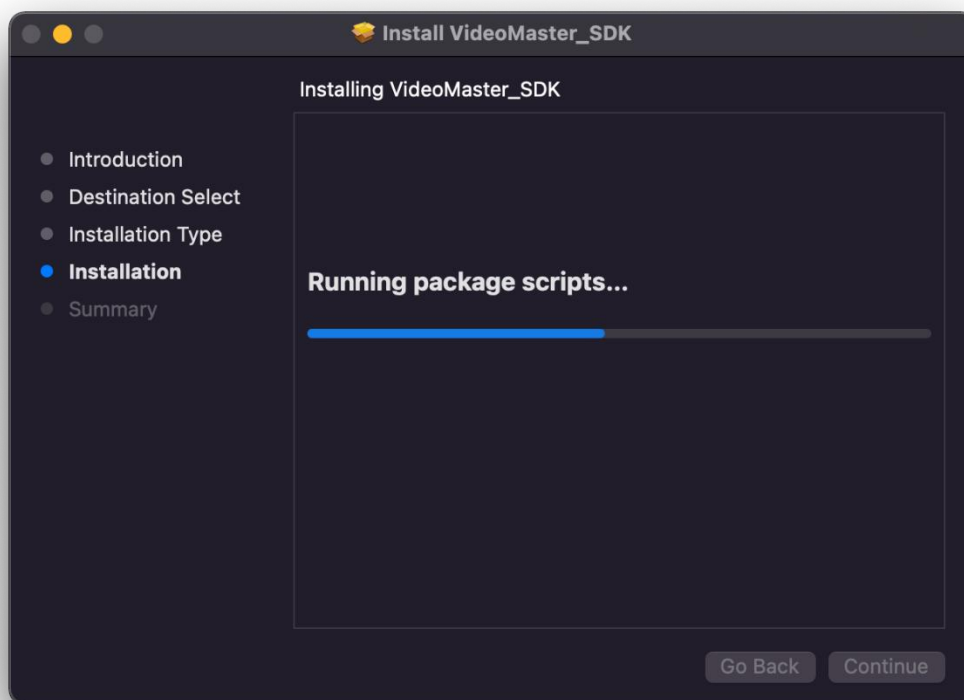 Install VideoMaster_SDK
Installing VideoMaster_SDK
Introduction
Destination Select
Installation Type
Installation
Summary
Running package scripts...
Go Back
Continue